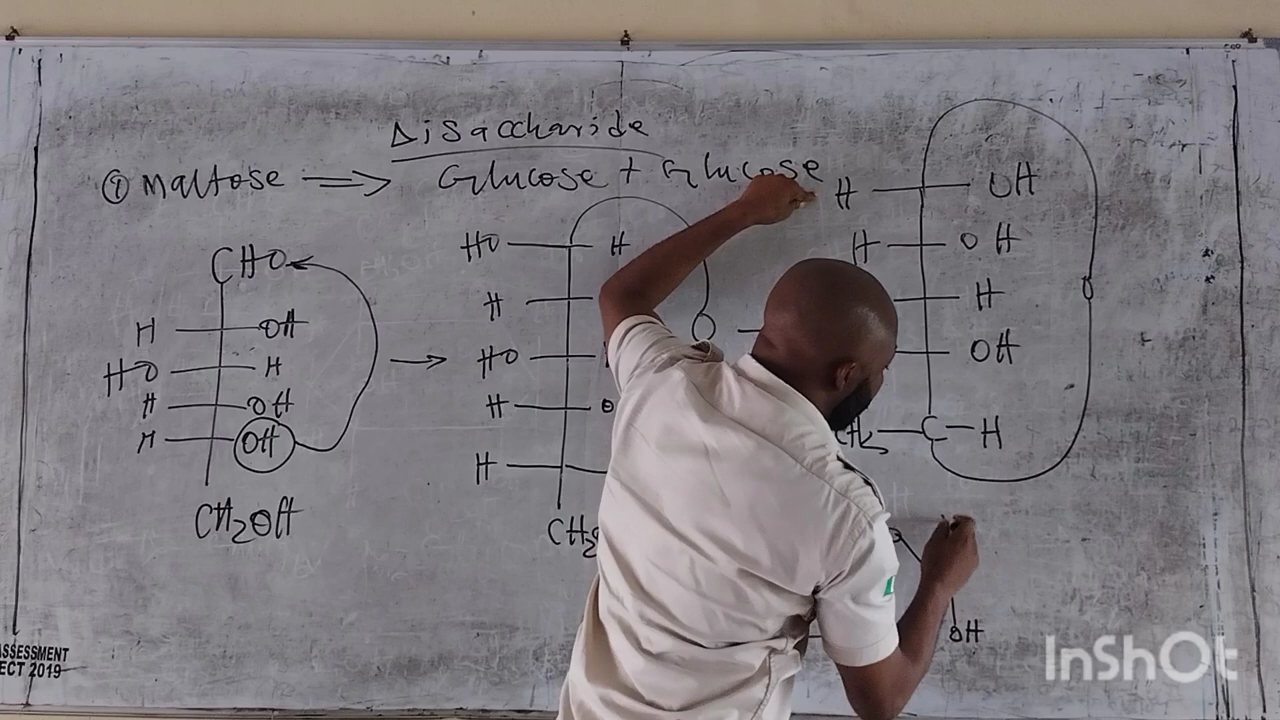 Disaccharide
① Maltose ⟹ Glucose + Glucose
CHO
H OH
HO H
H OH
H OH
CH₂OH
→
HO H
H
HO
H O
H
CH₂
O
H OH
H OH
H
OH
CH₂ C H
O
OH
ASSESSMENT
ECT 2019
InShOt